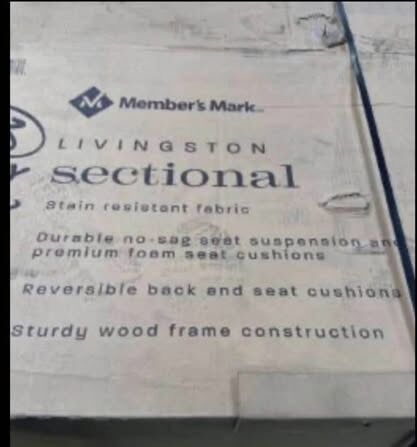 Member's Mark
LIVINGSTON
sectional
Stain resistant fabric
Durable no-sag seat suspension and
premium foam seat cushions
Reversible back and seat cushions
Sturdy wood frame construction